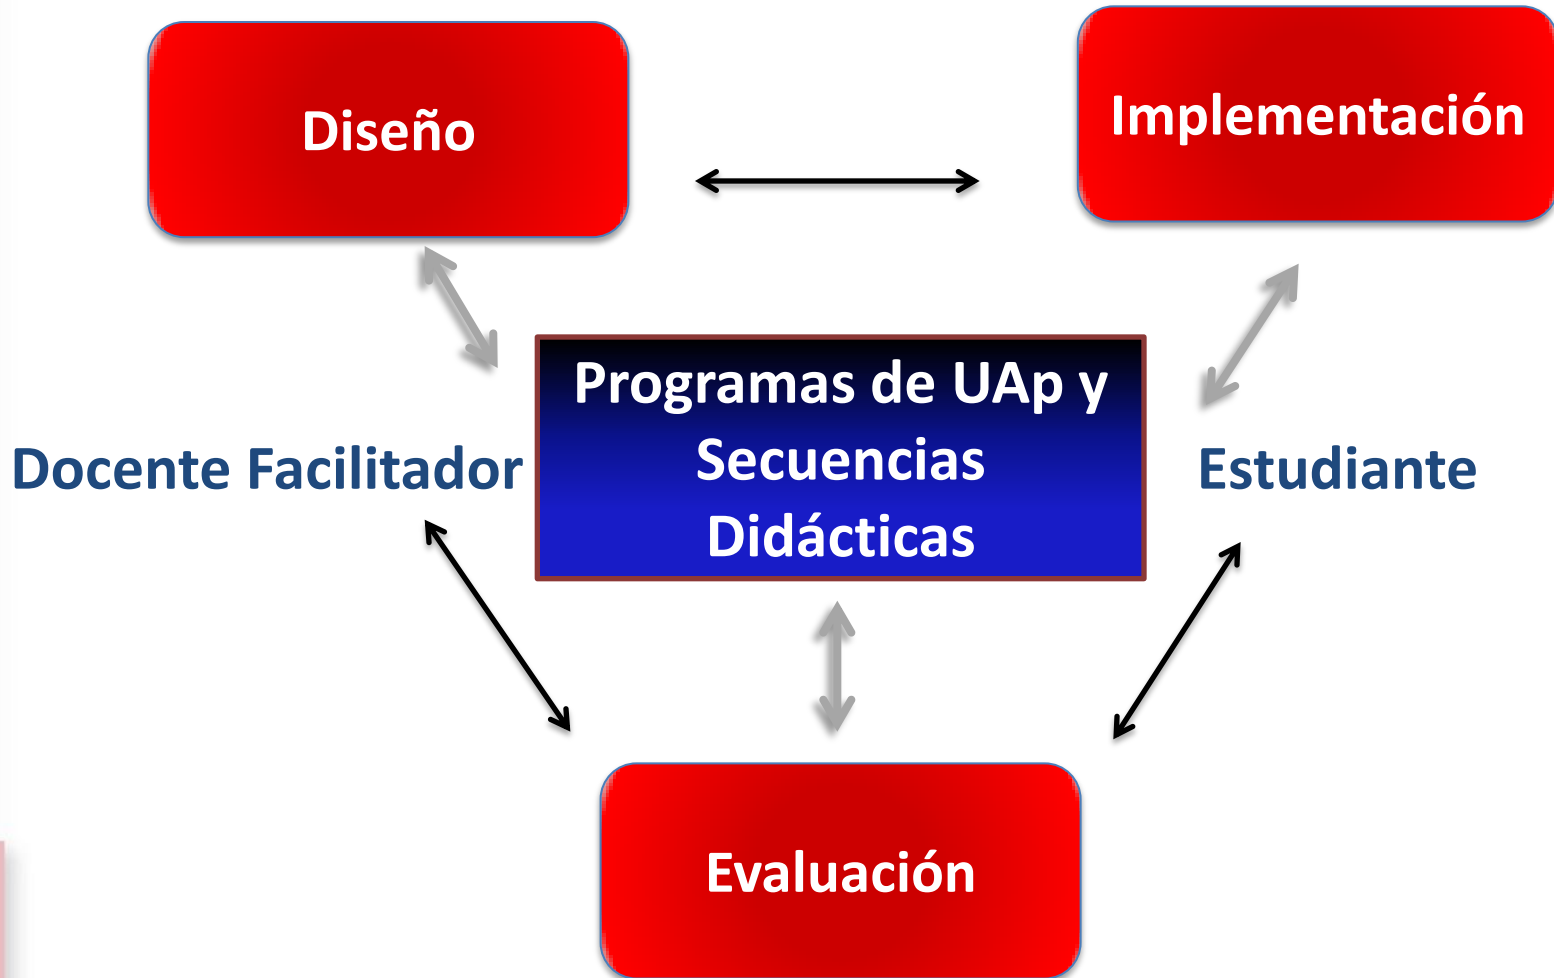 Diseño
Implementación
Programas de UAp y
Secuencias
Didácticas
Docente Facilitador
Estudiante
Evaluación